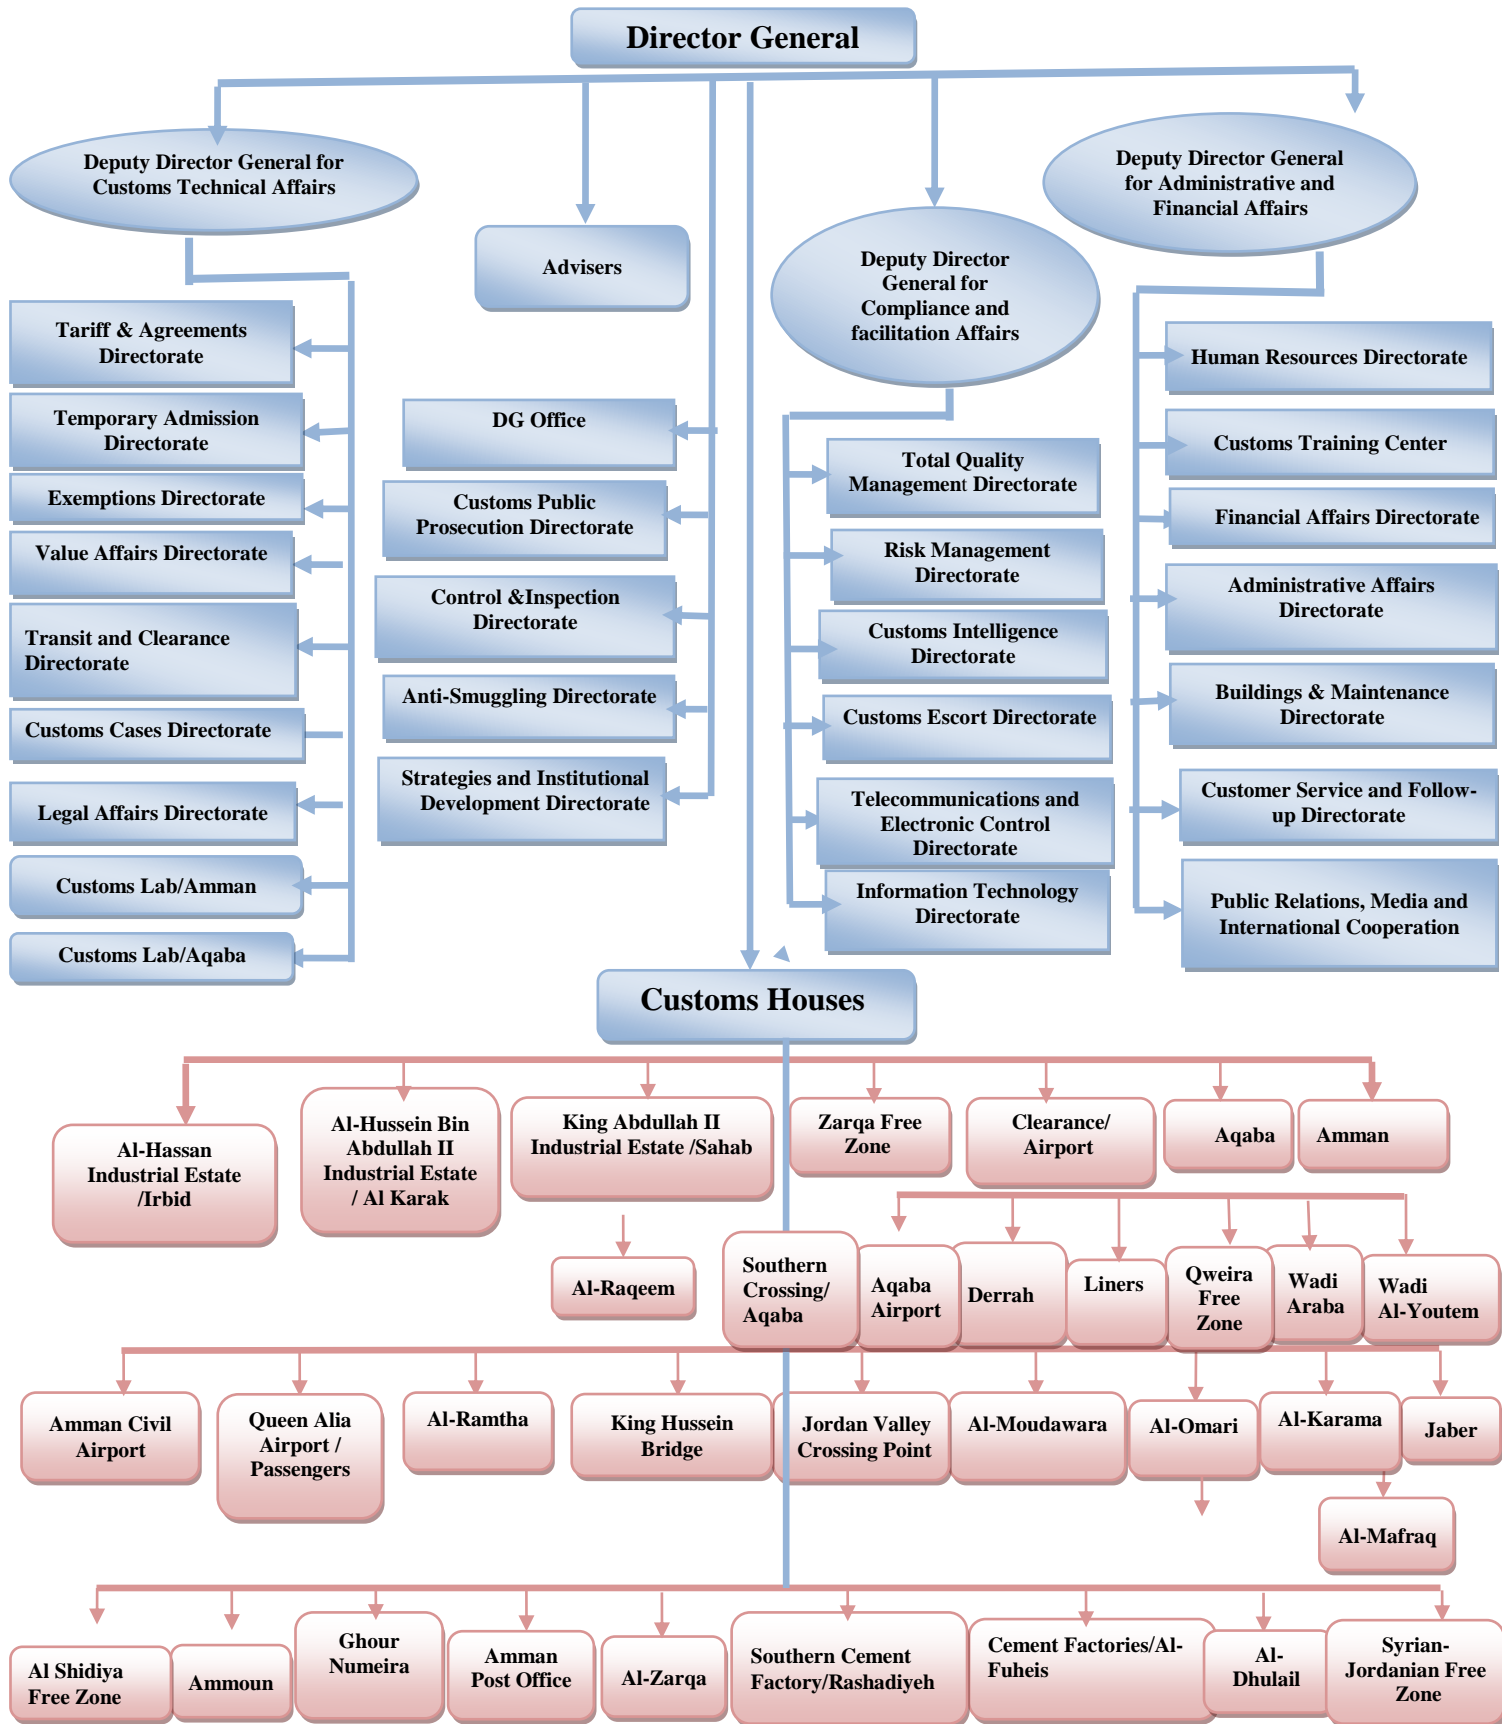 Director General
Deputy Director General for
Customs Technical Affairs
Advisers
Deputy Director
General for
Compliance and
facilitation Affairs
Deputy Director General
for Administrative and
Financial Affairs
Tariff & Agreements
Directorate
Temporary Admission
Directorate
Exemptions Directorate
Value Affairs Directorate
Transit and Clearance
Directorate
Customs Cases Directorate
Legal Affairs Directorate
Customs Lab/Amman
Customs Lab/Aqaba
DG Office
Customs Public
Prosecution Directorate
Control &Inspection
Directorate
Anti-Smuggling Directorate
Strategies and Institutional
Development Directorate
Total Quality
Management Directorate
Risk Management
Directorate
Customs Intelligence
Directorate
Customs Escort Directorate
Telecommunications and
Electronic Control
Directorate
Information Technology
Directorate
Human Resources Directorate
Customs Training Center
Financial Affairs Directorate
Administrative Affairs
Directorate
Buildings & Maintenance
Directorate
Customer Service and Follow-
up Directorate
Public Relations, Media and
International Cooperation
Customs Houses
Al-Hassan
Industrial Estate
/Irbid
Al-Hussein Bin
Abdullah II
Industrial Estate
/ Al Karak
King Abdullah II
Industrial Estate /Sahab
Zarqa Free
Zone
Clearance/
Airport
Aqaba
Amman
Al-Raqeem
Southern
Crossing/
Aqaba
Aqaba
Airport
Derrah
Liners
Qweira
Free
Zone
Wadi
Araba
Wadi
Al-Youtem
Amman Civil
Airport
Queen Alia
Airport /
Passengers
Al-Ramtha
King Hussein
Bridge
Jordan Valley
Crossing Point
Al-Moudawara
Al-Omari
Al-Karama
Jaber
Al-Mafraq
Al Shidiya
Free Zone
Ammoun
Ghour
Numeira
Amman
Post Office
Al-Zarqa
Southern Cement
Factory/Rashadiyeh
Cement Factories/Al-
Fuheis
Al-
Dhulail
Syrian-
Jordanian Free
Zone